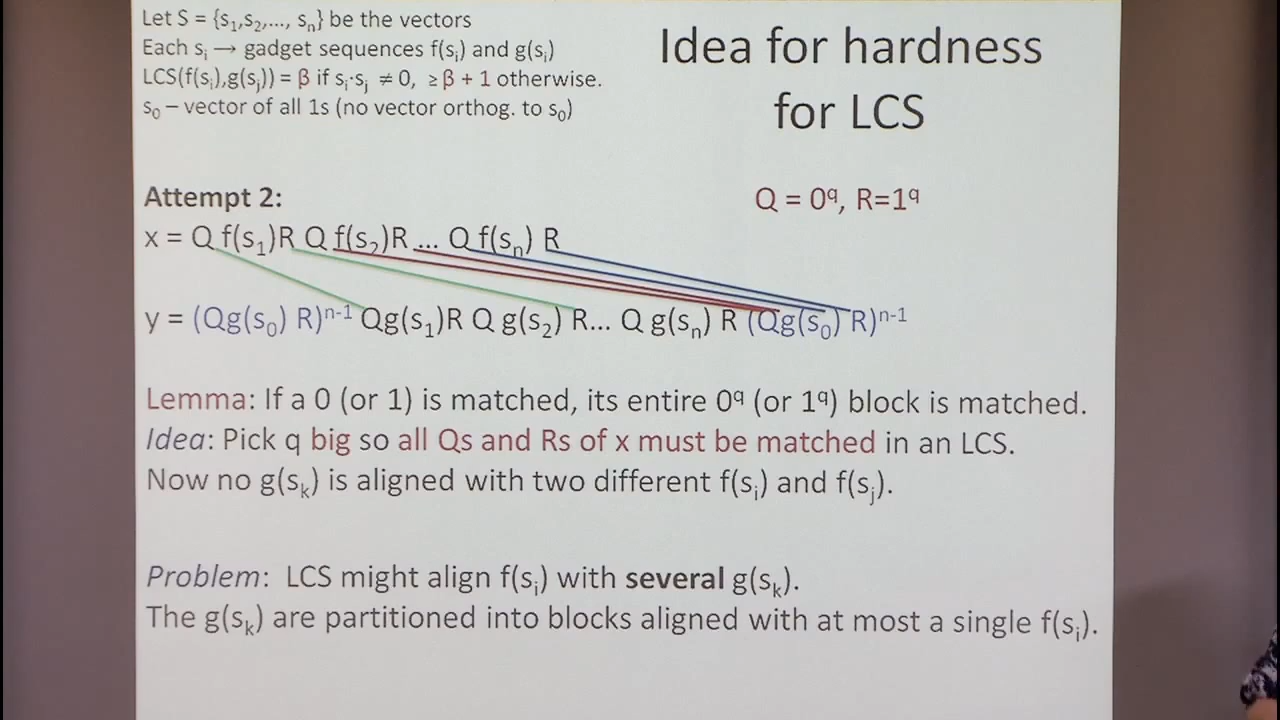 Let S = {s₁,s₂,..., sₙ} be the vectors
Each sᵢ → gadget sequences f(sᵢ) and g(sᵢ)
LCS(f(sᵢ),g(sⱼ)) = β if sᵢ·sⱼ ≠ 0, ≥ β + 1 otherwise.
s₀ – vector of all 1s (no vector orthog. to s₀)
Idea for hardness
for LCS
Attempt 2:
Q = 0^q, R=1^q
x = Q f(s₁)R Q f(s₂)R ... Q f(sₙ) R
y = (Qg(s₀) R)ⁿ⁻¹ Qg(s₁)R Q g(s₂) R... Q g(sₙ) R (Qg(s₀) R)ⁿ⁻¹
Lemma: If a 0 (or 1) is matched, its entire 0^q (or 1^q) block is matched.
Idea: Pick q big so all Qs and Rs of x must be matched in an LCS.
Now no g(sₖ) is aligned with two different f(sᵢ) and f(sⱼ).
Problem: LCS might align f(sᵢ) with several g(sₖ).
The g(sₖ) are partitioned into blocks aligned with at most a single f(sᵢ).